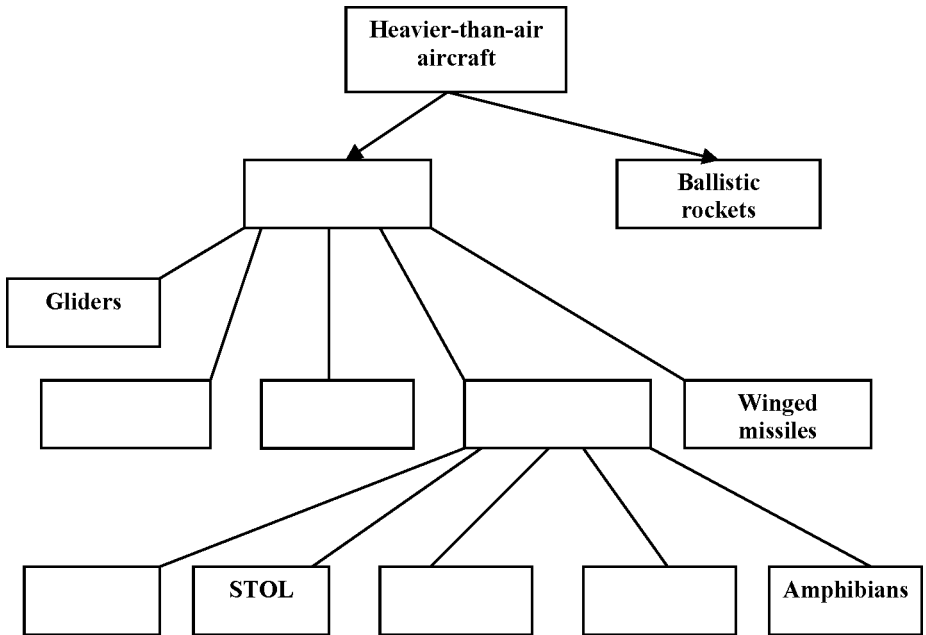 Heavier-than-air
aircraft
Ballistic
rockets
Gliders
Winged
missiles
STOL
Amphibians